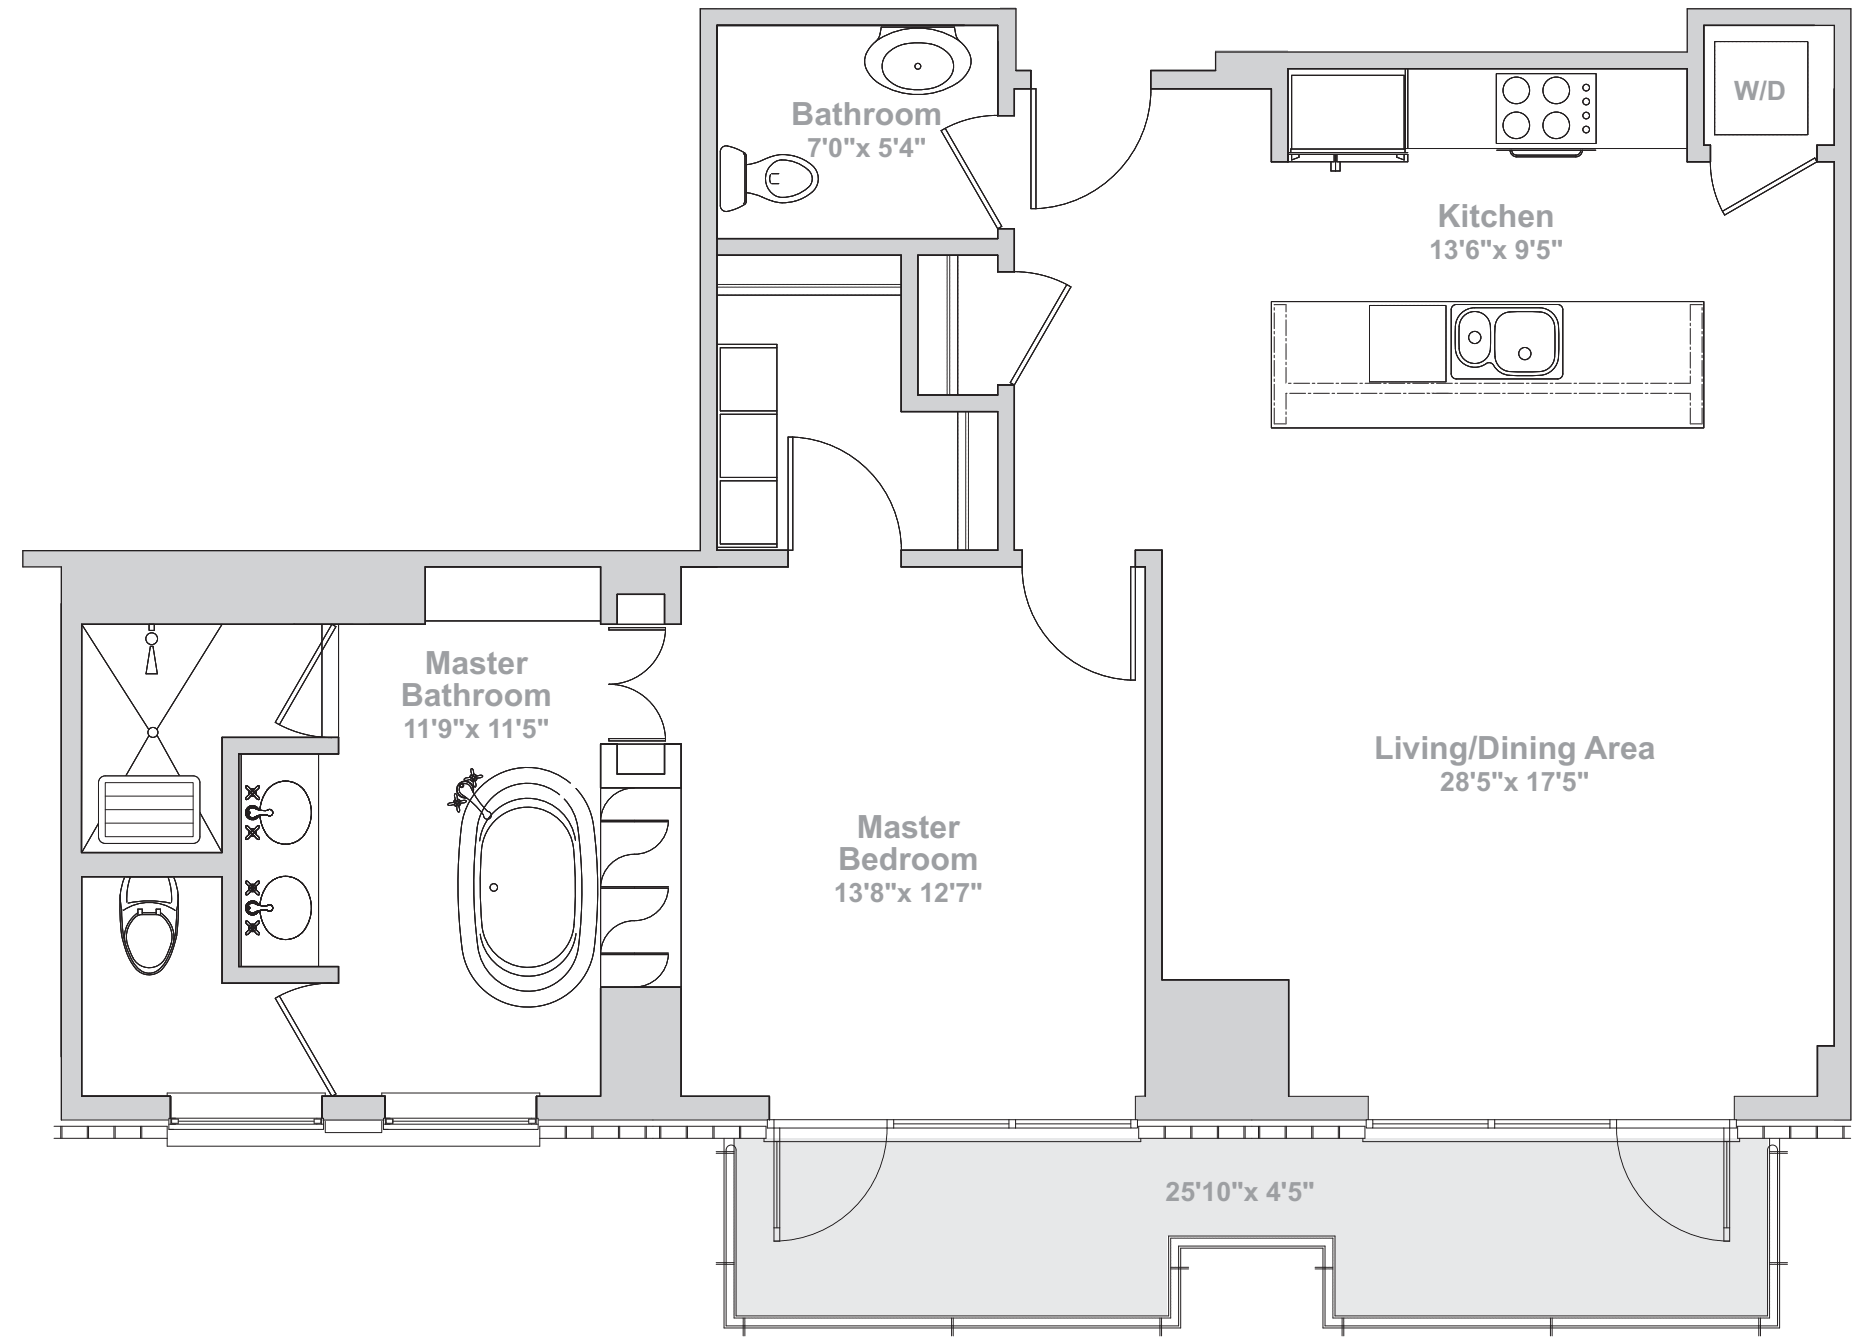 Bathroom
7'0"x 5'4"
W/D
Kitchen
13'6"x 9'5"
Master
Bathroom
11'9"x 11'5"
Living/Dining Area
28'5"x 17'5"
Master
Bedroom
13'8"x 12'7"
25'10"x 4'5"